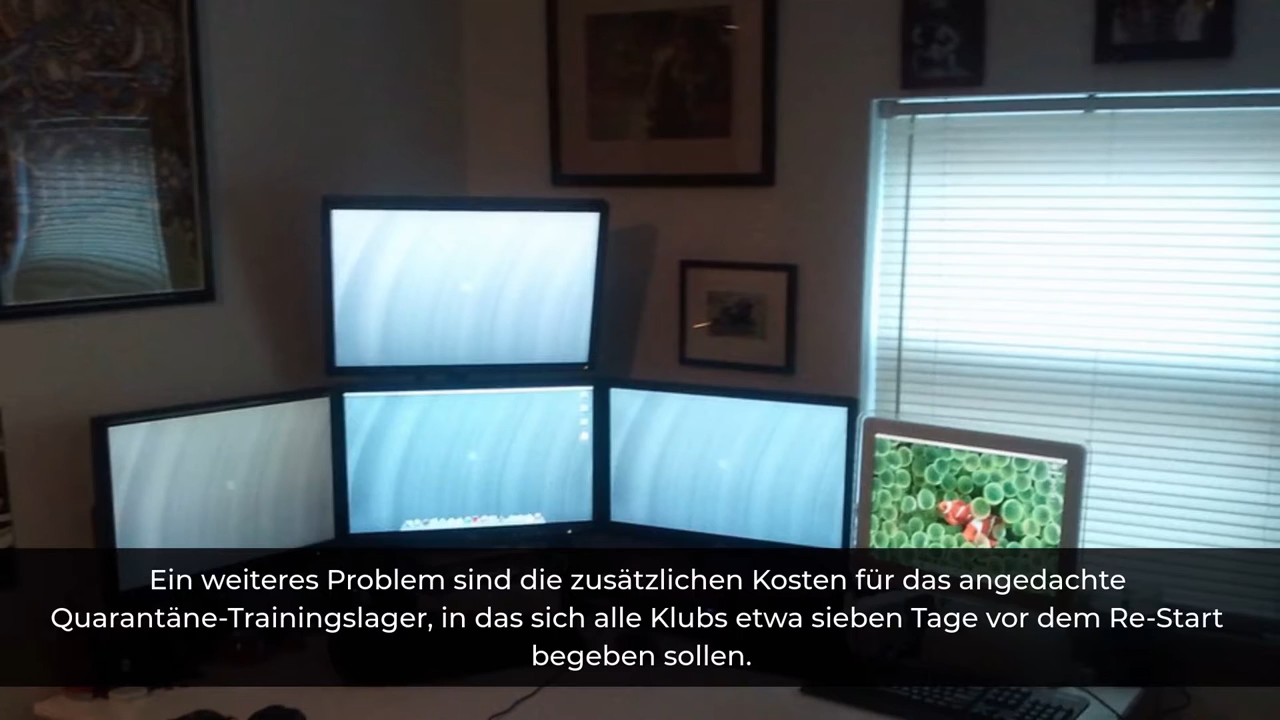 Ein weiteres Problem sind die zusätzlichen Kosten für das angedachte
Quarantäne-Trainingslager, in das sich alle Klubs etwa sieben Tage vor dem Re-Start
begeben sollen.